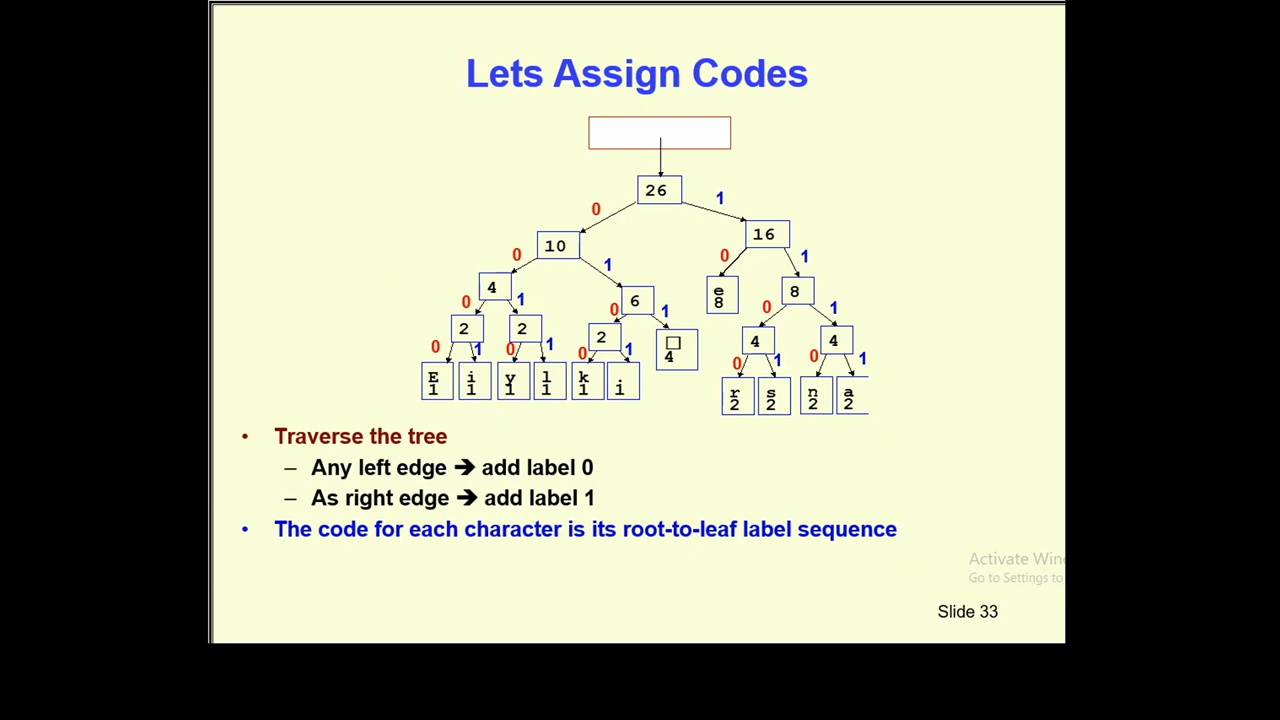 Lets Assign Codes
26
0 1
10 16
0 1 0 1
4 6 e 8 8
0 1 0 1 0 1
2 2 2 □ 4 4 4
0 1 0 1 0 1 0 1 0 1
E 1 i 1 y 1 l 1 k 1 . 1 r 2 s 2 n 2 a 2
• Traverse the tree
– Any left edge ➔ add label 0
– As right edge ➔ add label 1
• The code for each character is its root-to-leaf label sequence
Activate Win
Go to Settings to
Slide 33